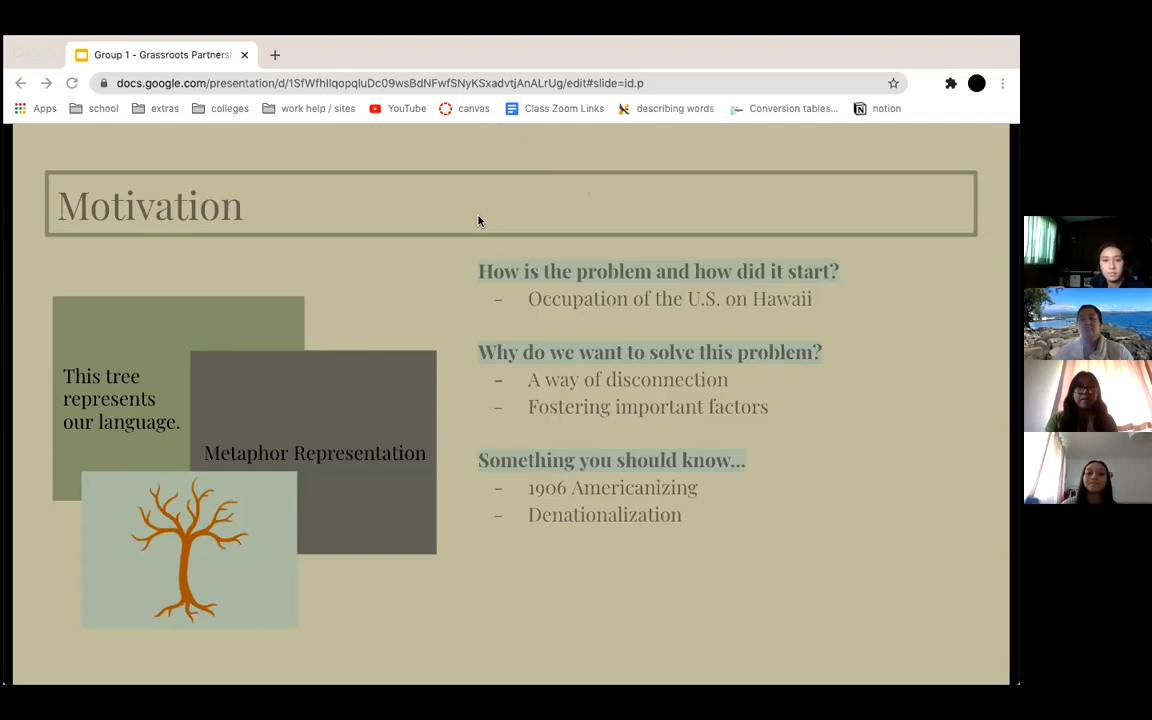 Group 1 - Grassroots Partners
docs.google.com/presentation/d/1SfWfhIlqopqluDc09wsBdNFwfSNyKSxadvtjAnALrUg/edit#slide=id.p
Apps school extras colleges work help / sites YouTube canvas Class Zoom Links describing words Conversion tables... notion
Motivation
This tree
represents
our language.
Metaphor Representation
How is the problem and how did it start?
- Occupation of the U.S. on Hawaii
Why do we want to solve this problem?
- A way of disconnection
- Fostering important factors
Something you should know...
- 1906 Americanizing
- Denationalization